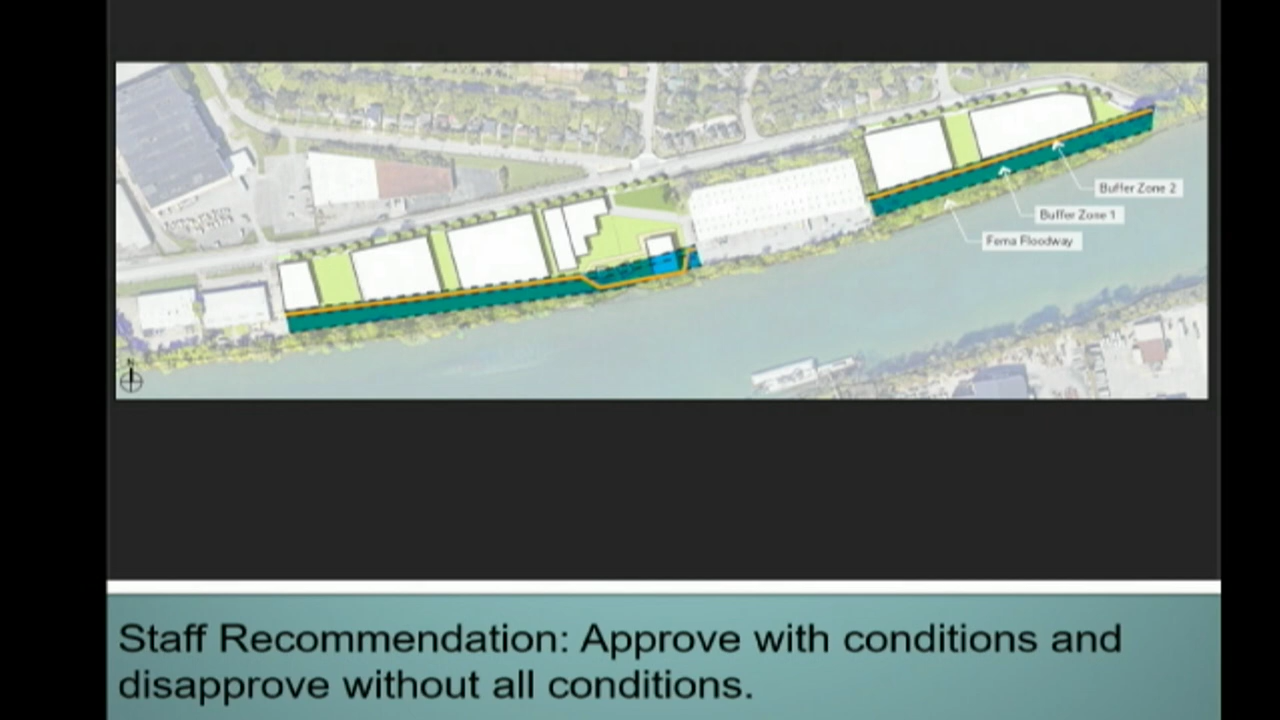 Buffer Zone 2
Buffer Zone 1
Fema Floodway
N
Staff Recommendation: Approve with conditions and
disapprove without all conditions.